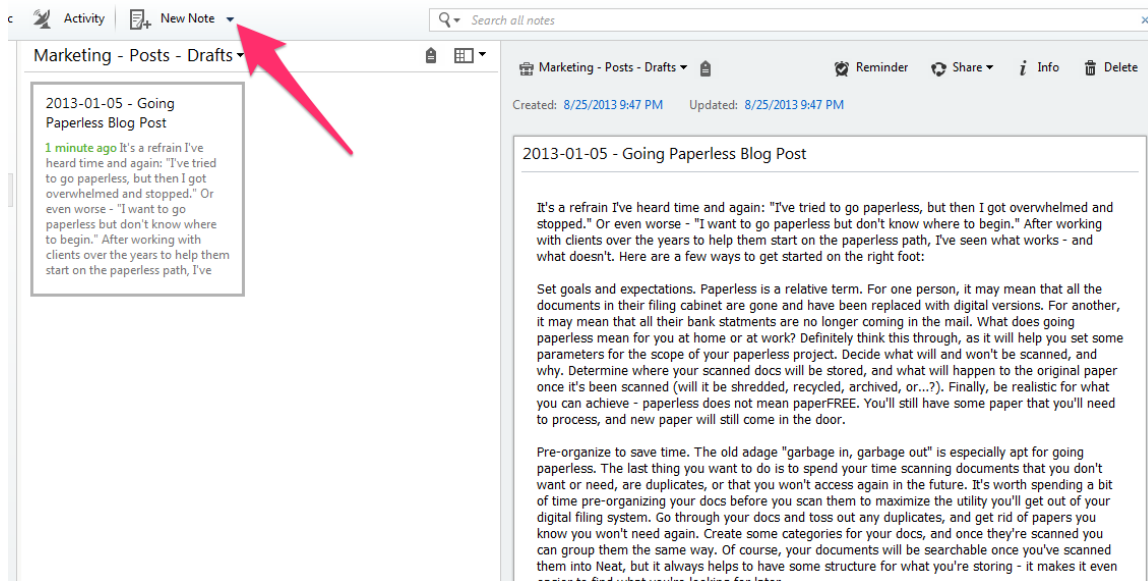 c Activity New Note
Search all notes
Marketing - Posts - Drafts
2013-01-05 - Going
Paperless Blog Post
1 minute ago It's a refrain I've
heard time and again: "I've tried
to go paperless, but then I got
overwhelmed and stopped." Or
even worse - "I want to go
paperless but don't know where
to begin." After working with
clients over the years to help them
start on the paperless path, I've
Marketing - Posts - Drafts Reminder Share Info Delete
Created: 8/25/2013 9:47 PM Updated: 8/25/2013 9:47 PM
2013-01-05 - Going Paperless Blog Post
It's a refrain I've heard time and again: "I've tried to go paperless, but then I got overwhelmed and
stopped." Or even worse - "I want to go paperless but don't know where to begin." After working
with clients over the years to help them start on the paperless path, I've seen what works - and
what doesn't. Here are a few ways to get started on the right foot:
Set goals and expectations. Paperless is a relative term. For one person, it may mean that all the
documents in their filing cabinet are gone and have been replaced with digital versions. For another,
it may mean that all their bank statments are no longer coming in the mail. What does going
paperless mean for you at home or at work? Definitely think this through, as it will help you set some
parameters for the scope of your paperless project. Decide what will and won't be scanned, and
why. Determine where your scanned docs will be stored, and what will happen to the original paper
once it's been scanned (will it be shredded, recycled, archived, or...?). Finally, be realistic for what
you can achieve - paperless does not mean paperFREE. You'll still have some paper that you'll need
to process, and new paper will still come in the door.
Pre-organize to save time. The old adage "garbage in, garbage out" is especially apt for going
paperless. The last thing you want to do is to spend your time scanning documents that you don't
want or need, are duplicates, or that you won't access again in the future. It's worth spending a bit
of time pre-organizing your docs before you scan them to maximize the utility you'll get out of your
digital filing system. Go through your docs and toss out any duplicates, and get rid of papers you
know you won't need again. Create some categories for your docs, and once they're scanned you
can group them the same way. Of course, your documents will be searchable once you've scanned
them into Neat, but it always helps to have some structure for what you're storing - it makes it even
easier to find what you're looking for later.